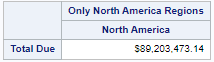 Only North America Regions
North America
Total Due $89,203,473.14